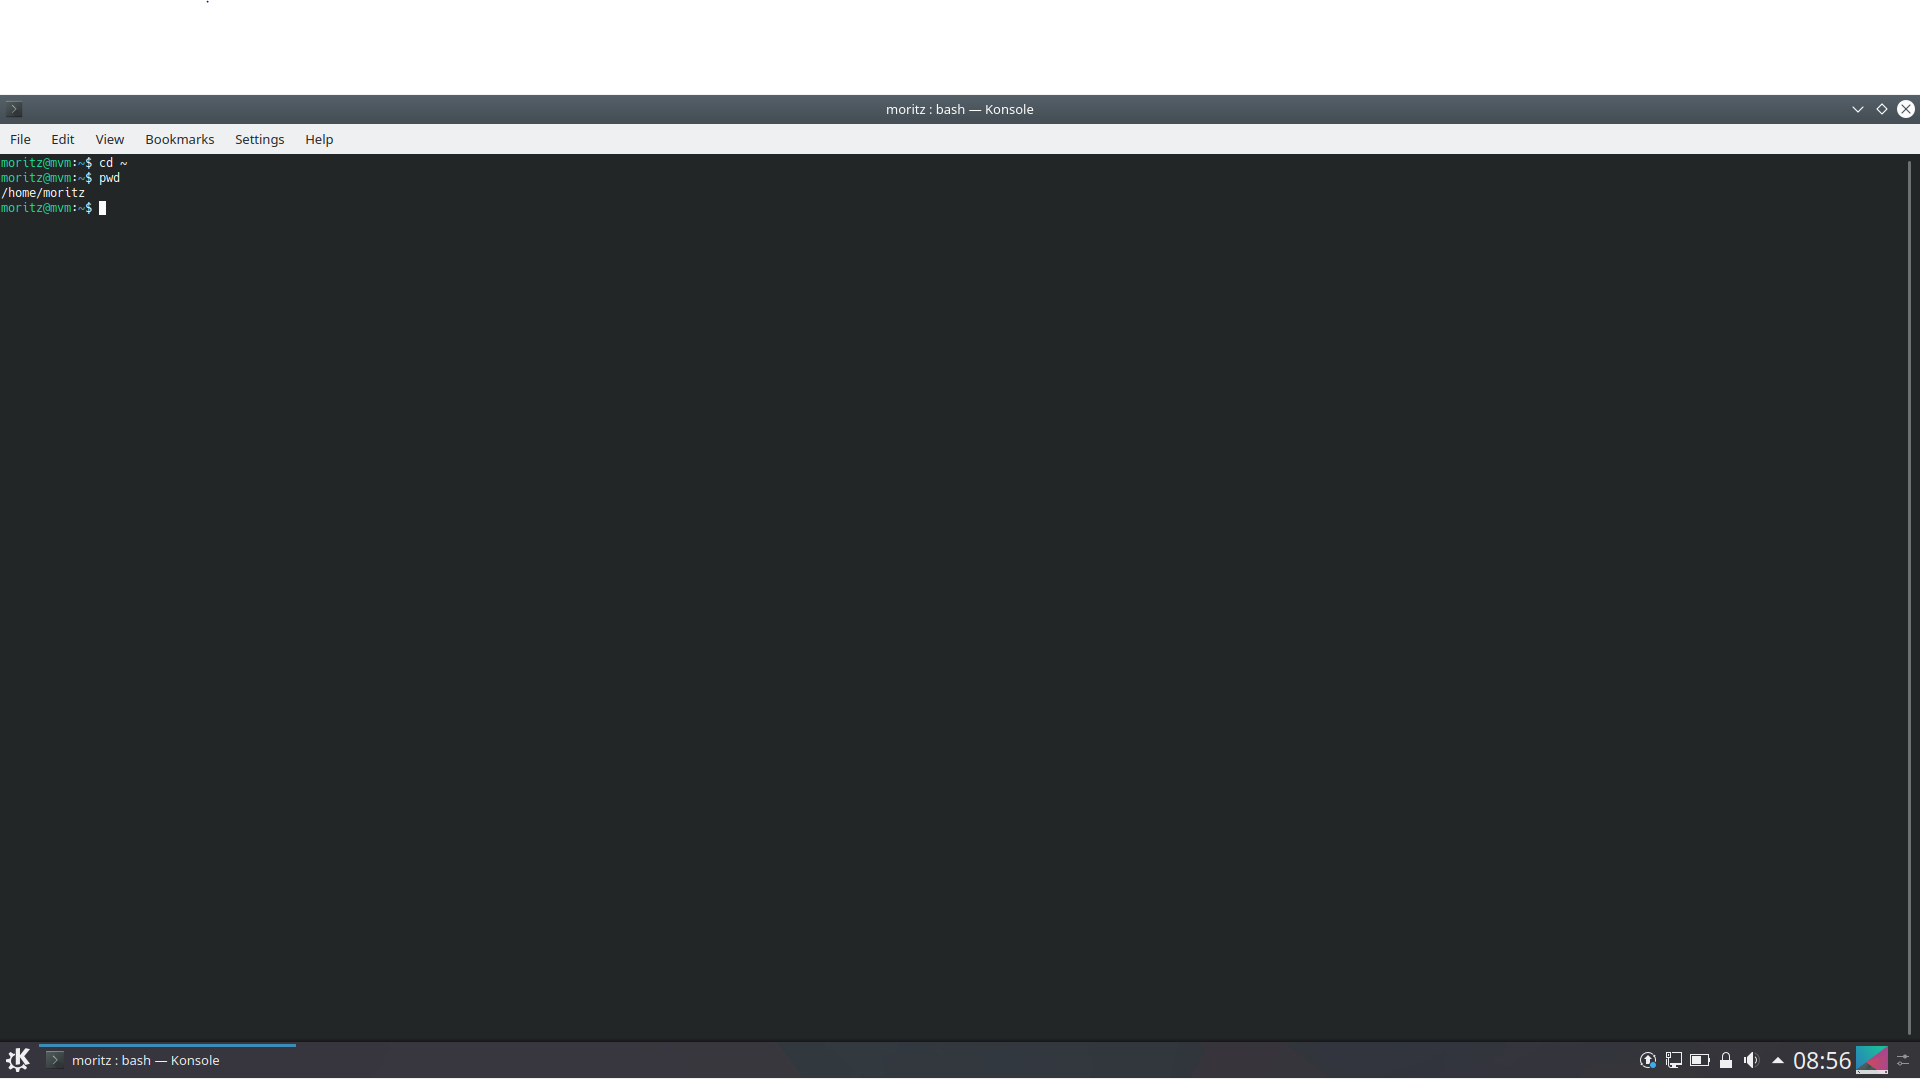 moritz : bash — Konsole
File Edit View Bookmarks Settings Help
moritz@mvm:~$ cd ~
moritz@mvm:~$ pwd
/home/moritz
moritz@mvm:~$
moritz : bash — Konsole 08:56